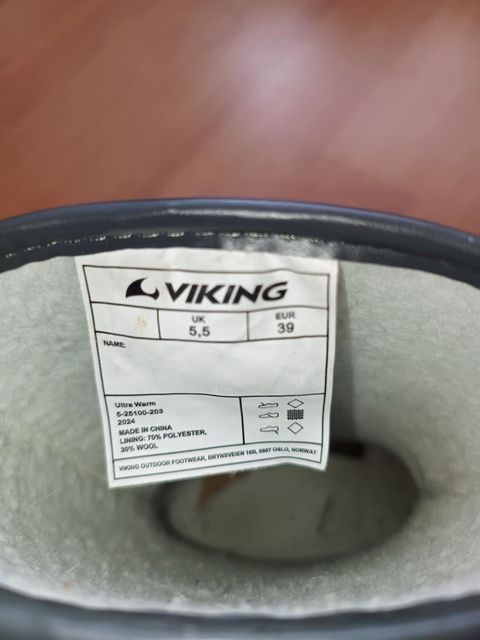 VIKING
UK
5,5
EUR
39
NAME:
Ultra Warm
5-25100-203
2024
MADE IN CHINA
LINING: 70% POLYESTER,
30% WOOL
VIKING OUTDOOR FOOTWEAR, BRYNSVEIEN 16B, 0667 OSLO, NORWAY